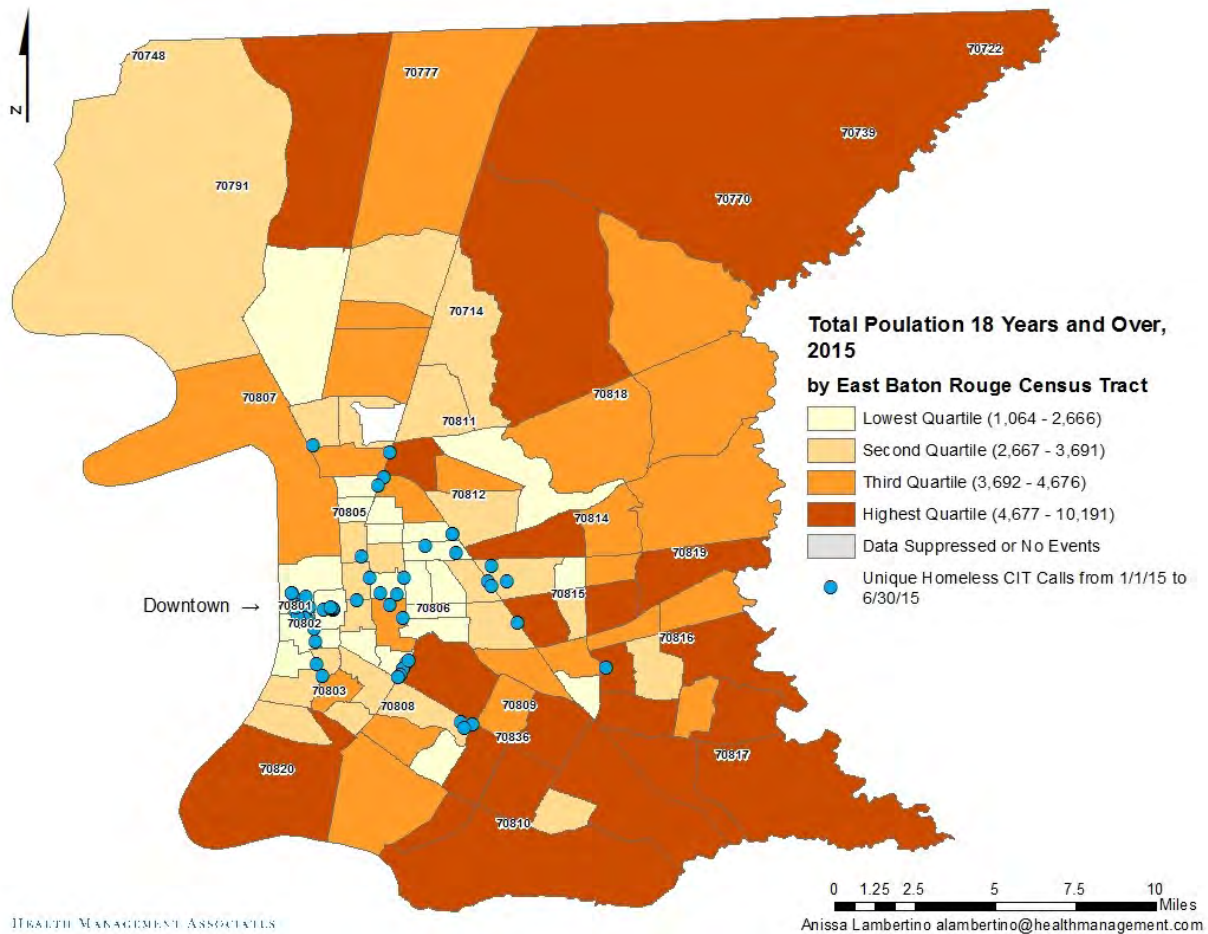 70748
70722
70777
N
70739
70791
70770
Total Poulation 18 Years and Over,
2015
70714
by East Baton Rouge Census Tract
70807
70818
Lowest Quartile (1,064 - 2,666)
70811
Second Quartile (2,667 - 3,691)
Third Quartile (3,692 - 4,676)
70812
70805
Highest Quartile (4,677 - 10,191)
70814
Data Suppressed or No Events
70819
Unique Homeless CIT Calls from 1/1/15 to
6/30/15
Downtown →
70801
70806
70815
70802
70816
70803
70808
70809
70836
70817
70820
70810
0 1.25 2.5 5 7.5 10
Miles
HEALTH MANAGEMENT ASSOCIATES
Anissa Lambertino alambertino@healthmanagement.com